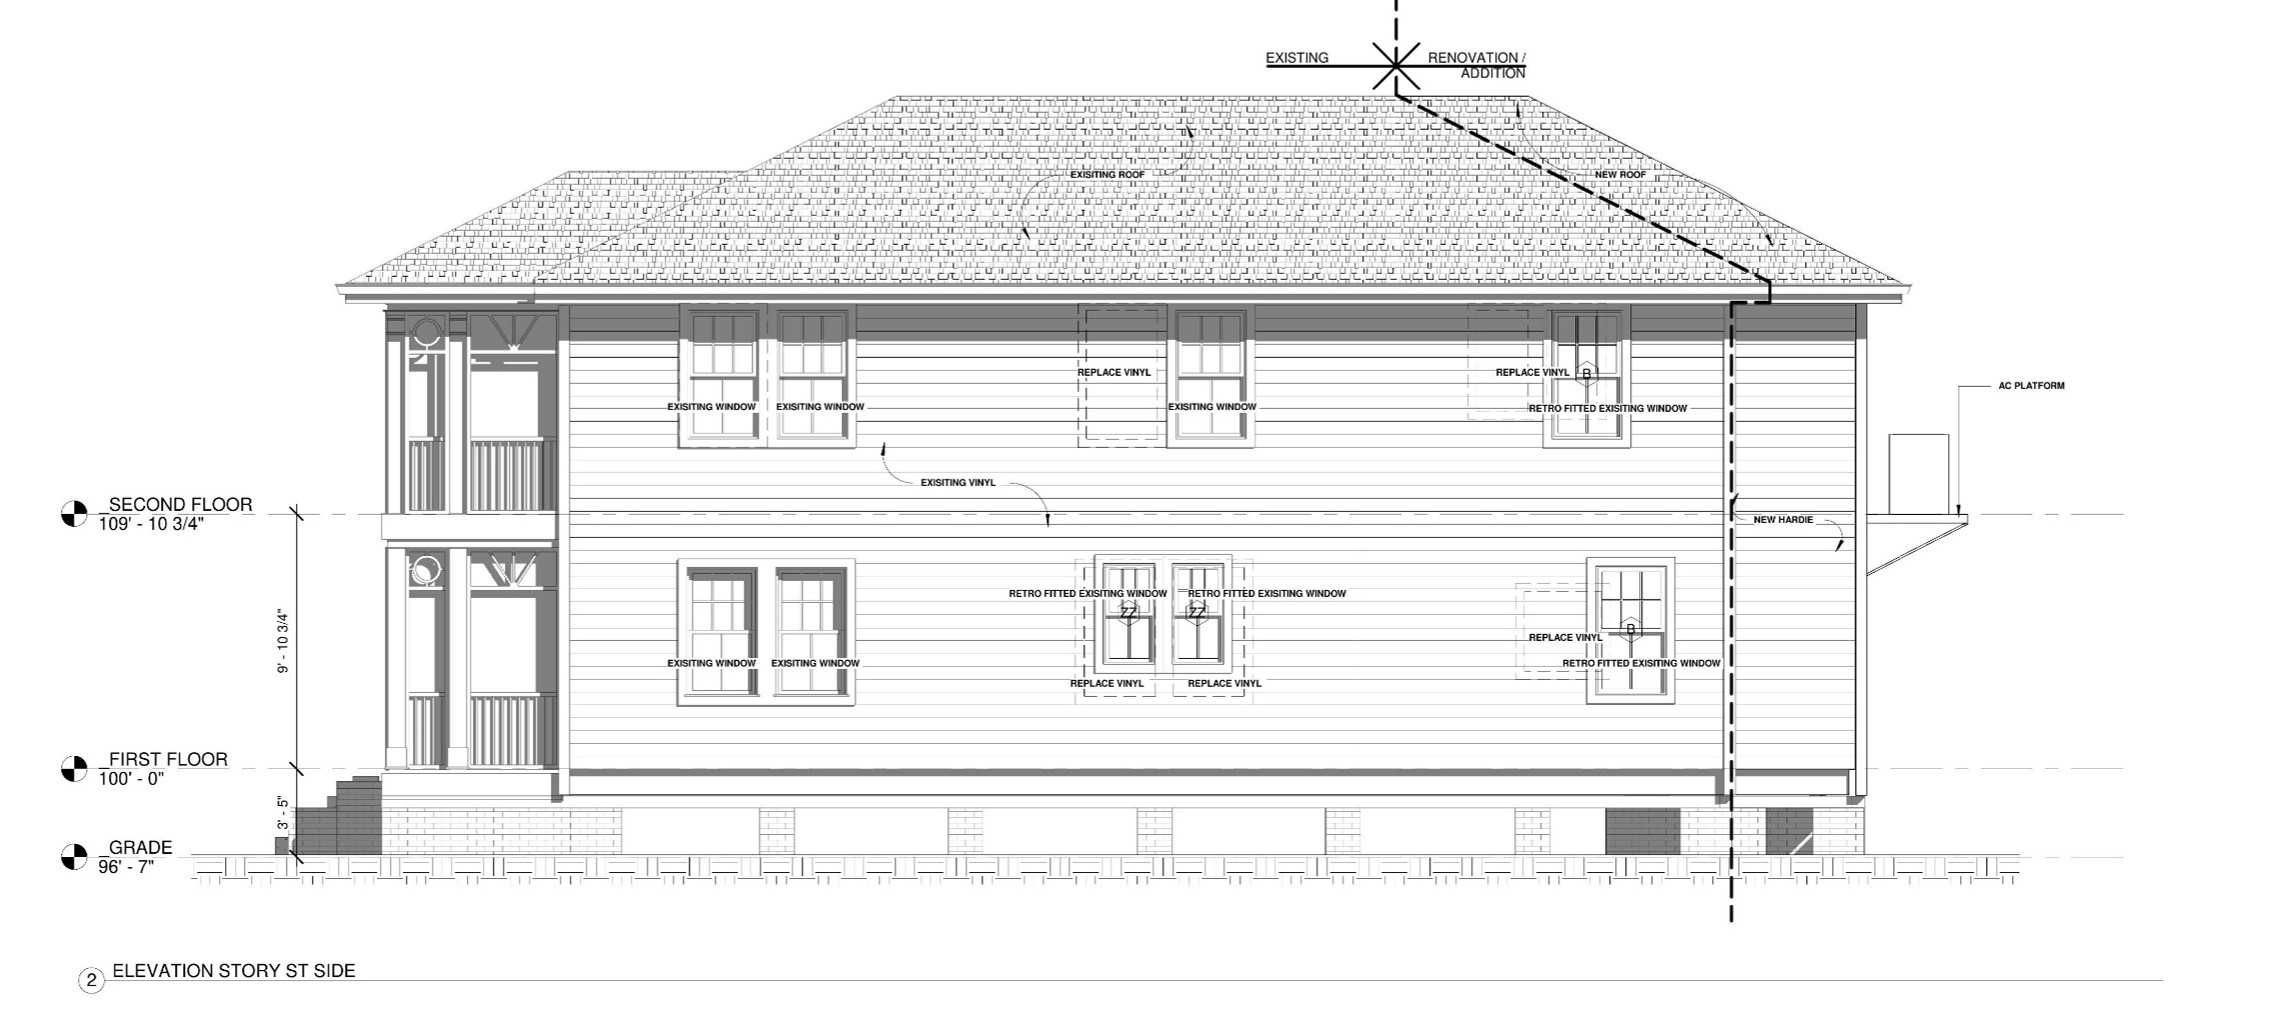 EXISTING
RENOVATION /
ADDITION
EXISITING ROOF
NEW ROOF
REPLACE VINYL
REPLACE VINYL
B
AC PLATFORM
EXISITING WINDOW
EXISITING WINDOW
EXISITING WINDOW
RETRO FITTED EXISITING WINDOW
EXISITING VINYL
_SECOND FLOOR
109' - 10 3/4"
NEW HARDIE
RETRO FITTED EXISITING WINDOW
RETRO FITTED EXISITING WINDOW
ZZ
ZZ
B
9' - 10 3/4"
REPLACE VINYL
EXISITING WINDOW
EXISITING WINDOW
RETRO FITTED EXISITING WINDOW
REPLACE VINYL
REPLACE VINYL
_FIRST FLOOR
100' - 0"
3' - 5"
_GRADE
96' - 7"
2
ELEVATION STORY ST SIDE